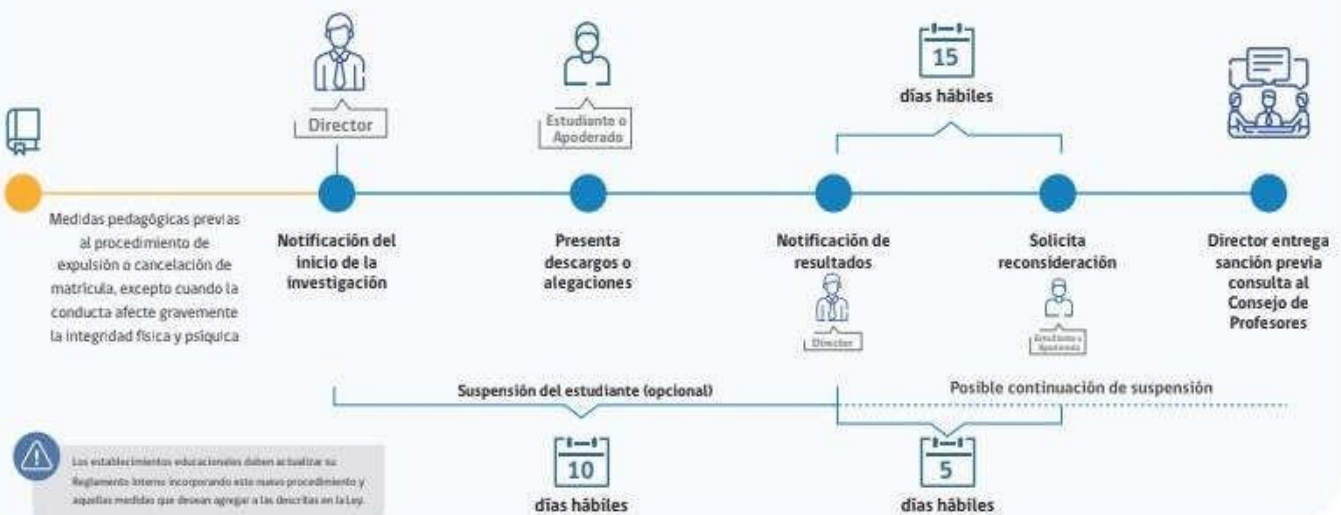 15
días hábiles
Director
Estudiante o
Apoderado
Medidas pedagógicas previas
al procedimiento de
expulsión o cancelación de
matrícula, excepto cuando la
conducta afecte gravemente
la integridad física y psíquica
Notificación del
inicio de la
investigación
Presenta
descargos o
alegaciones
Notificación de
resultados
Director
Solicita
reconsideración
Estudiante o
Apoderado
Director entrega
sanción previa
consulta al
Consejo de
Profesores
Suspensión del estudiante (opcional)
Posible continuación de suspensión
10
días hábiles
5
días hábiles
Los establecimientos educacionales deben actualizar su
Reglamento Interno incorporando este nuevo procedimiento y
aquellas medidas que desean agregar a las descritas en la Ley.